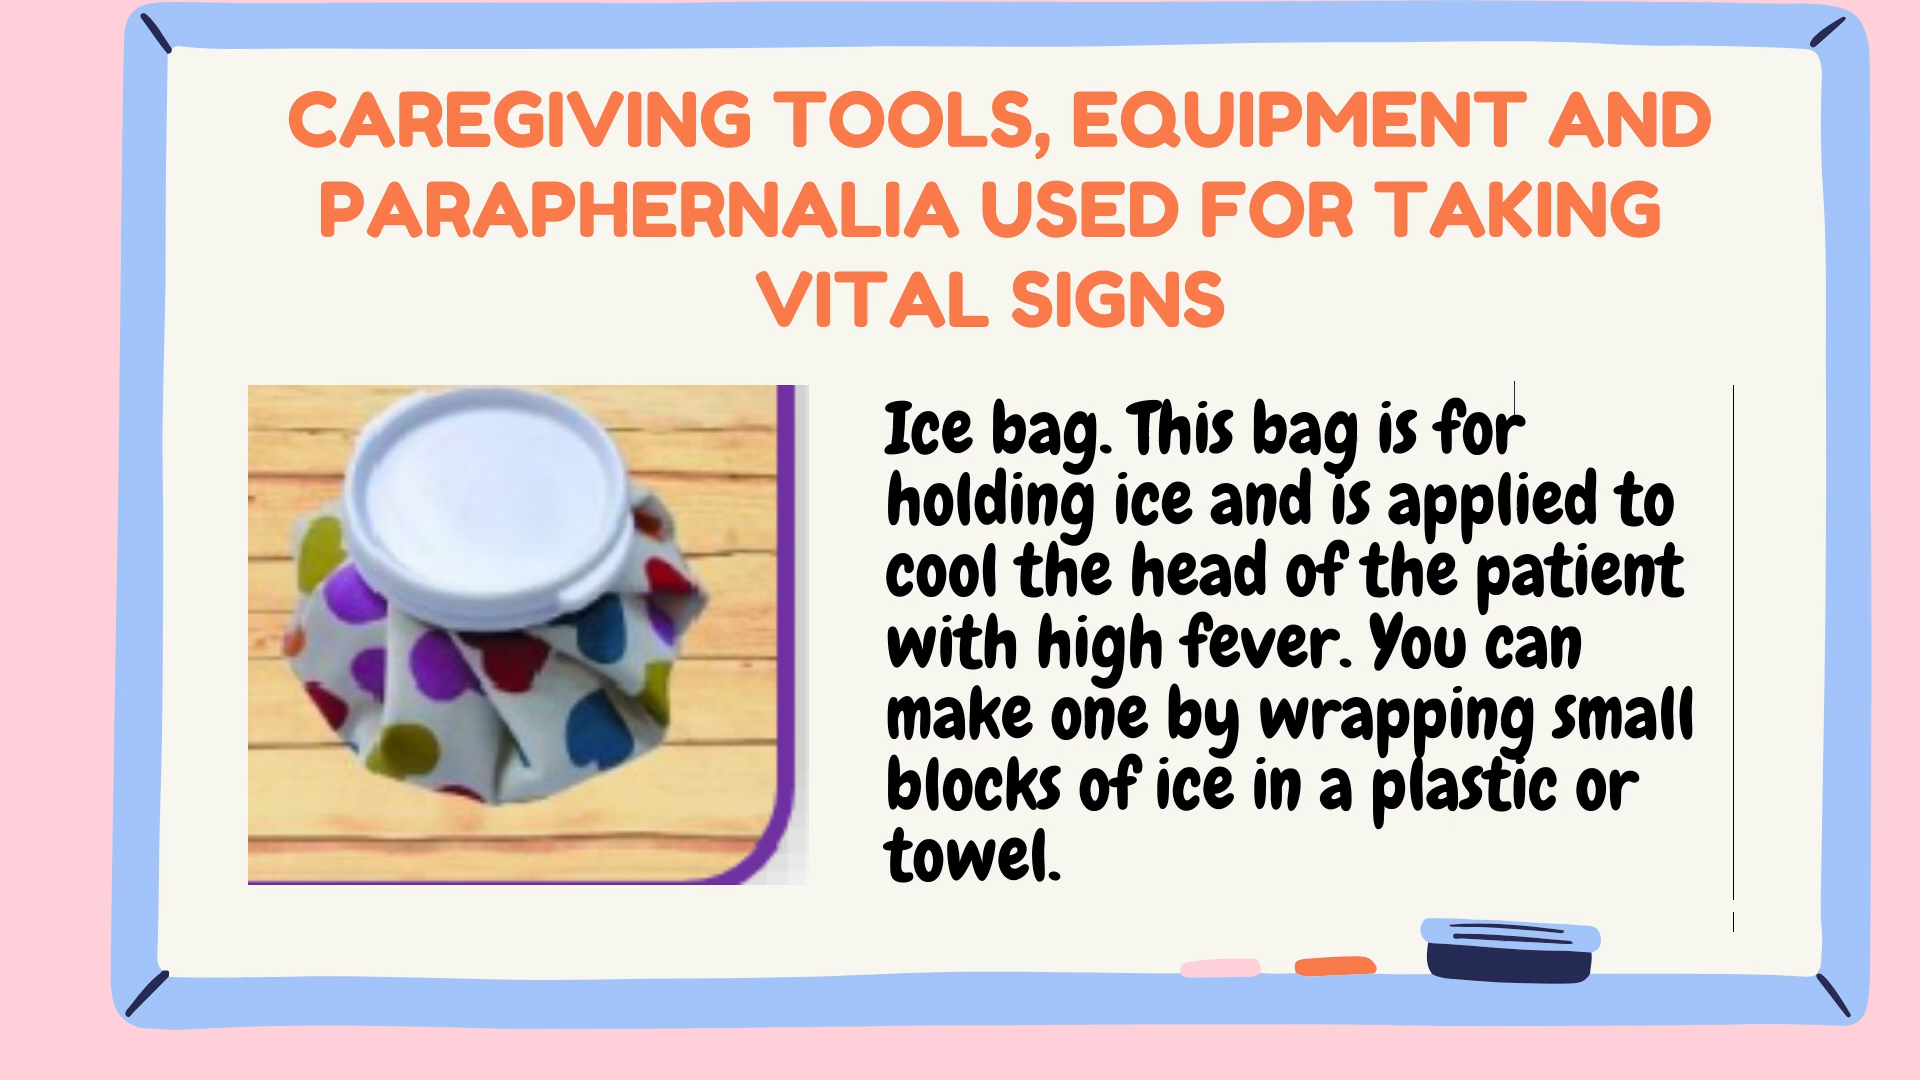 CAREGIVING TOOLS, EQUIPMENT AND
PARAPHERNALIA USED FOR TAKING
VITAL SIGNS
Ice bag. This bag is for
holding ice and is applied to
cool the head of the patient
with high fever. You can
make one by wrapping small
blocks of ice in a plastic or
towel.